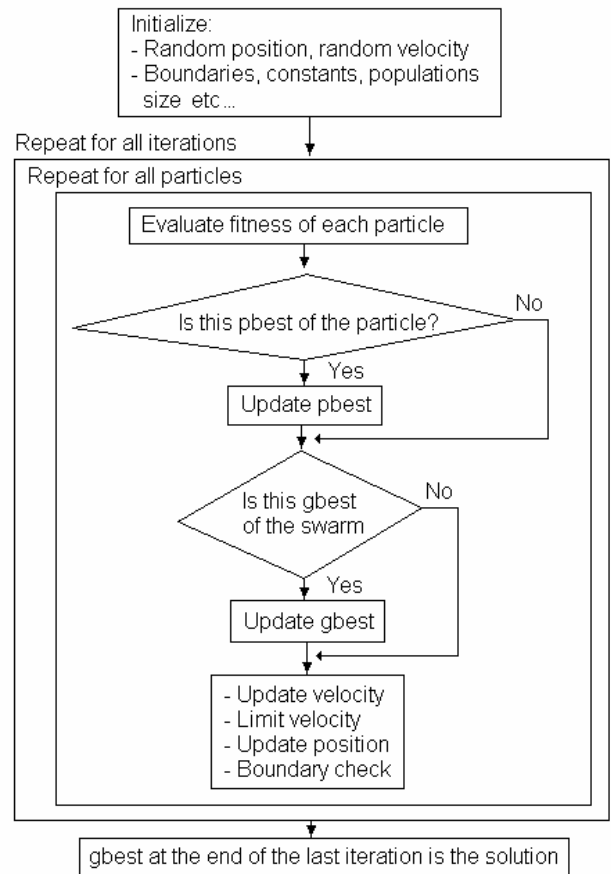 Initialize:
- Random position, random velocity
- Boundaries, constants, populations
size etc...
Repeat for all iterations
Repeat for all particles
Evaluate fitness of each particle
Is this pbest of the particle?
No
Yes
Update pbest
Is this gbest
of the swarm
No
Yes
Update gbest
- Update velocity
- Limit velocity
- Update position
- Boundary check
gbest at the end of the last iteration is the solution